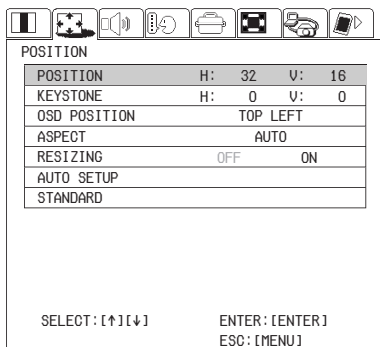 POSITION
POSITION H: 32 V: 16
KEYSTONE H: 0 V: 0
OSD POSITION TOP LEFT
ASPECT AUTO
RESIZING OFF ON
AUTO SETUP
STANDARD
SELECT:[↑][↓] ENTER:[ENTER]
ESC:[MENU]